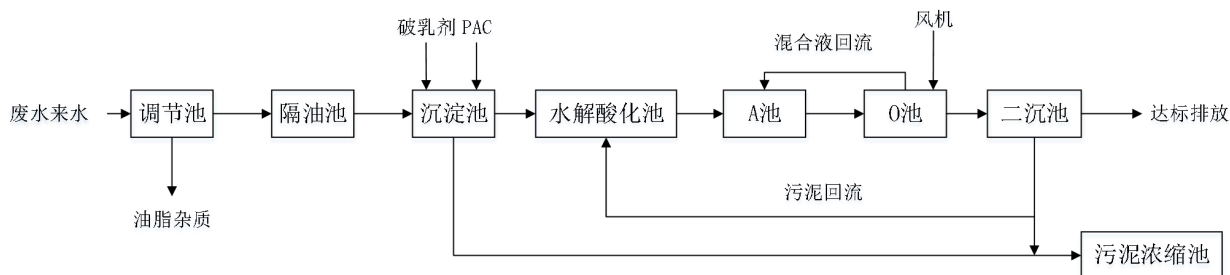 风机
破乳剂 PAC
混合液回流
废水来水
调节池
隔油池
沉淀池
水解酸化池
A池
O池
二沉池
达标排放
污泥回流
油脂杂质
污泥浓缩池